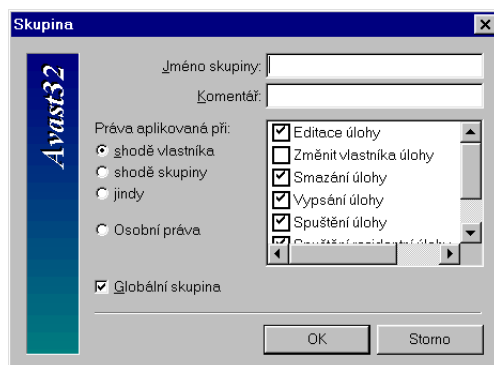 Skupina
Avast32
Jméno skupiny:
Komentář:
Práva aplikovaná při:
shodě vlastníka
shodě skupiny
jindy
Osobní práva
Editace úlohy
Změnit vlastníka úlohy
Smazání úlohy
Vypsání úlohy
Spuštění úlohy
Globální skupina
OK
Storno